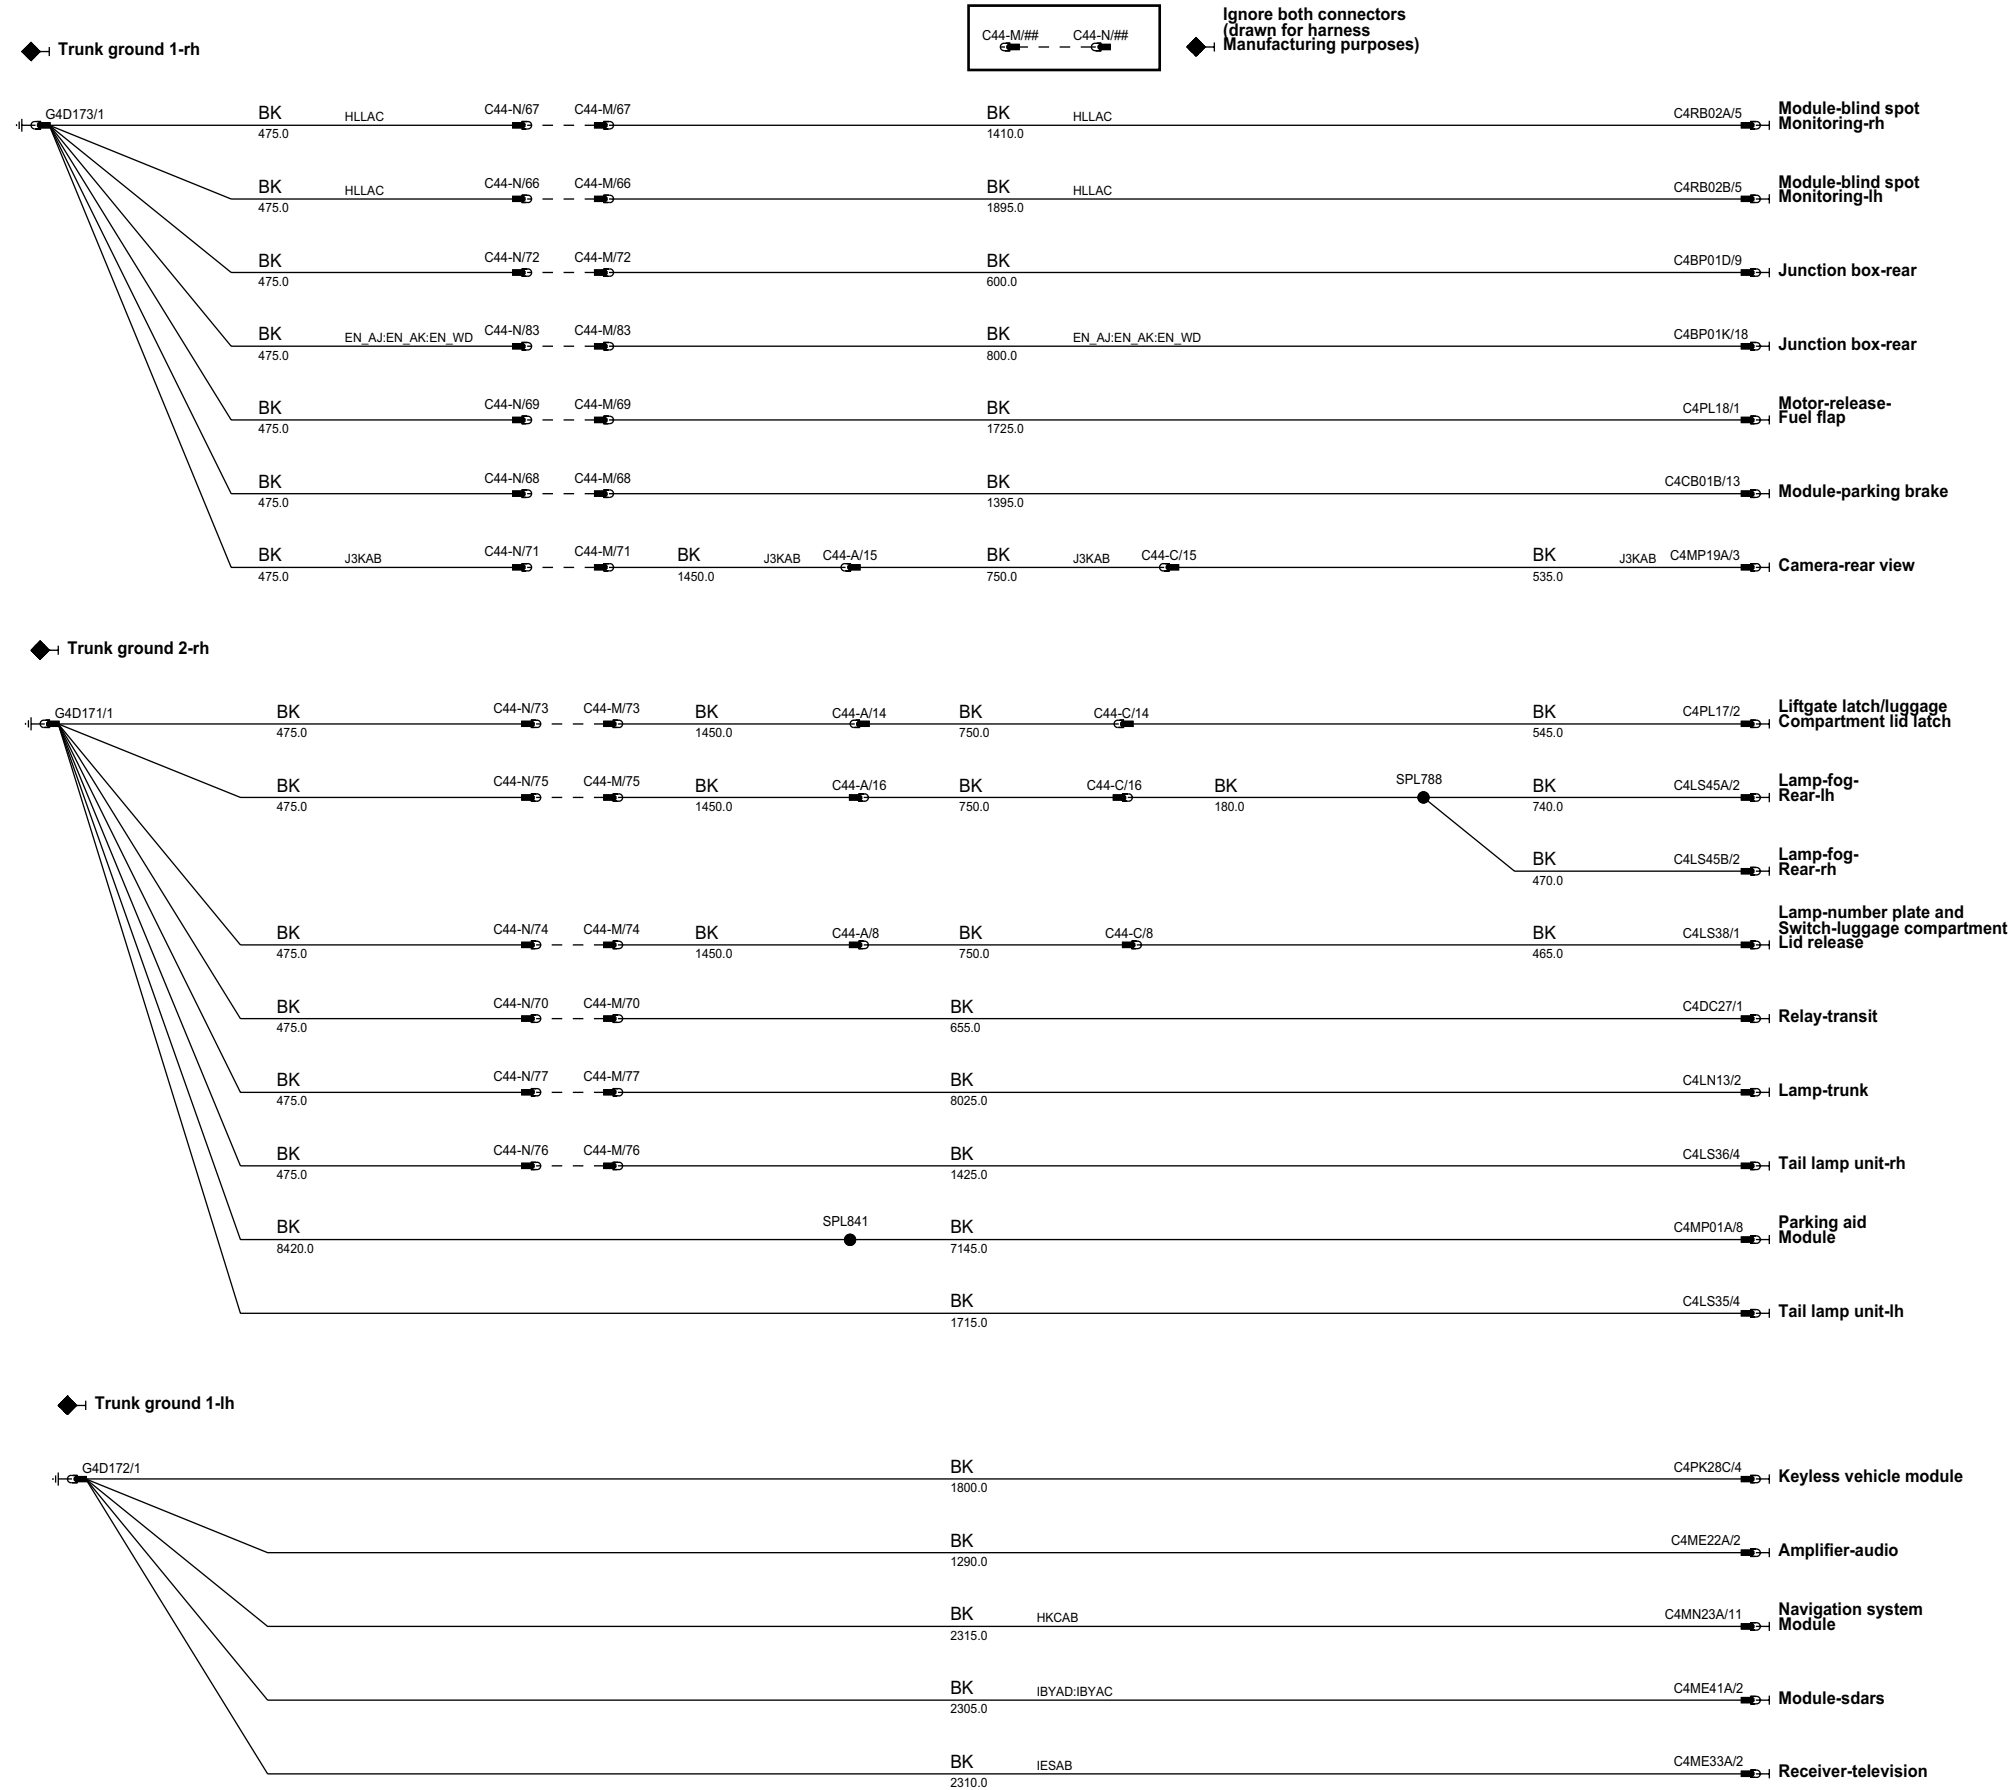 Ignore both connectors
(drawn for harness
Manufacturing purposes)
C44-M/## C44-N/##
Trunk ground 1-rh
G4D173/1 BK HLLAC C44-N/67 C44-M/67 BK HLLAC C4RB02A/5 Module-blind spot
475.0 1410.0 Monitoring-rh
BK HLLAC C44-N/66 C44-M/66 BK HLLAC C4RB02B/5 Module-blind spot
475.0 1895.0 Monitoring-lh
BK C44-N/72 C44-M/72 BK C4BP01D/9 Junction box-rear
475.0 600.0
BK EN_AJ:EN_AK:EN_WD C44-N/83 C44-M/83 BK EN_AJ:EN_AK:EN_WD C4BP01K/18 Junction box-rear
475.0 800.0
BK C44-N/69 C44-M/69 BK C4PL18/1 Motor-release-
475.0 1725.0 Fuel flap
BK C44-N/68 C44-M/68 BK C4CB01B/13 Module-parking brake
475.0 1395.0
BK J3KAB C44-N/71 C44-M/71 BK J3KAB C44-A/15 BK J3KAB C44-C/15 BK J3KAB C4MP19A/3 Camera-rear view
475.0 1450.0 750.0 535.0
Trunk ground 2-rh
G4D171/1 BK C44-N/73 C44-M/73 BK C44-A/14 BK C44-C/14 BK C4PL17/2 Liftgate latch/luggage
475.0 1450.0 750.0 545.0 Compartment lid latch
BK C44-N/75 C44-M/75 BK C44-A/16 BK C44-C/16 BK SPL788 BK C4LS45A/2 Lamp-fog-
475.0 1450.0 750.0 180.0 740.0 Rear-lh
BK C4LS45B/2 Lamp-fog-
470.0 Rear-rh
Lamp-number plate and
BK C44-N/74 C44-M/74 BK C44-A/8 BK C44-C/8 BK C4LS38/1 Switch-luggage compartment
475.0 1450.0 750.0 465.0 Lid release
BK C44-N/70 C44-M/70 BK C4DC27/1 Relay-transit
475.0 655.0
BK C44-N/77 C44-M/77 BK C4LN13/2 Lamp-trunk
475.0 8025.0
BK C44-N/76 C44-M/76 BK C4LS36/4 Tail lamp unit-rh
475.0 1425.0
BK SPL841 BK C4MP01A/8 Parking aid
8420.0 7145.0 Module
BK C4LS35/4 Tail lamp unit-lh
1715.0
Trunk ground 1-lh
G4D172/1 BK C4PK28C/4 Keyless vehicle module
1800.0
BK C4ME22A/2 Amplifier-audio
1290.0
BK HKCAB C4MN23A/11 Navigation system
2315.0 Module
BK IBYAD:IBYAC C4ME41A/2 Module-sdars
2305.0
BK IESAB C4ME33A/2 Receiver-television
2310.0